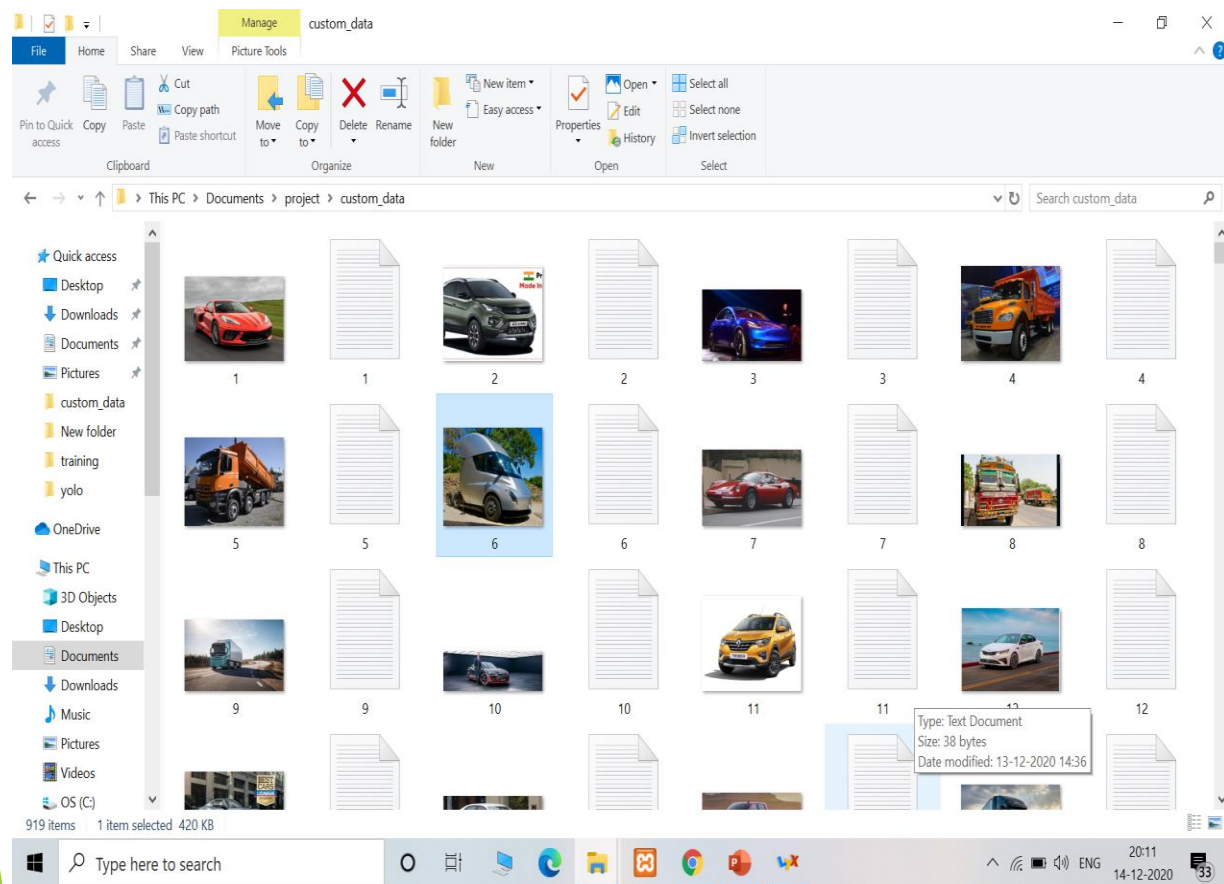 Manage custom_data
File Home Share View Picture Tools
Pin to Quick access
Copy
Paste
Cut
Copy path
Paste shortcut
Move to
Copy to
Delete
Rename
New folder
New item
Easy access
Properties
Open
Edit
History
Select all
Select none
Invert selection
Clipboard Organize New Open Select
This PC > Documents > project > custom_data
Search custom_data
Quick access
Desktop
Downloads
Documents
Pictures
custom_data
New folder
training
yolo
OneDrive
This PC
3D Objects
Desktop
Documents
Downloads
Music
Pictures
Videos
OS (C:)
Made In
1 1 2 2 3 3 4 4
5 5 6 6 7 7 8 8
9 9 10 10 11 11 12 12
BEST CARS
Type: Text Document
Size: 38 bytes
Date modified: 13-12-2020 14:36
919 items 1 item selected 420 KB
Type here to search
ENG
20:11
14-12-2020
33